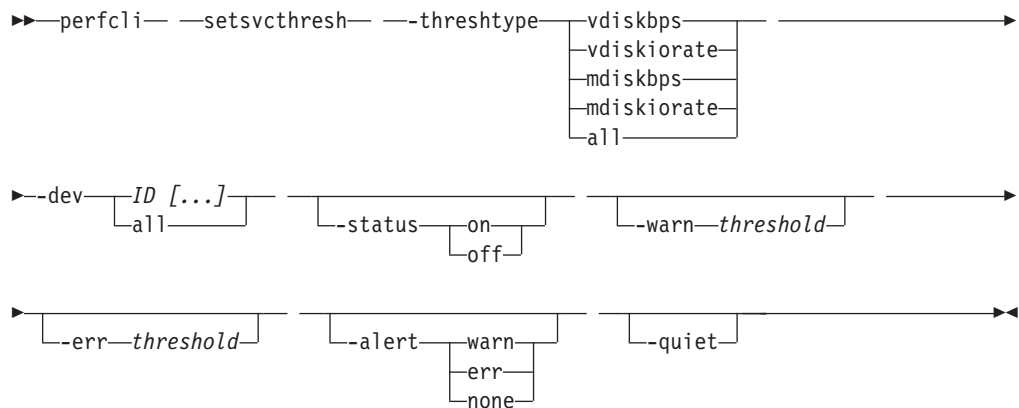 perfcli setsvcthresh -threshtype vdiskbps
vdiskiorate
mdiskbps
mdiskiorate
all
-dev ID [...] -status on -warn threshold
all off
-err threshold -alert warn -quiet
err
none